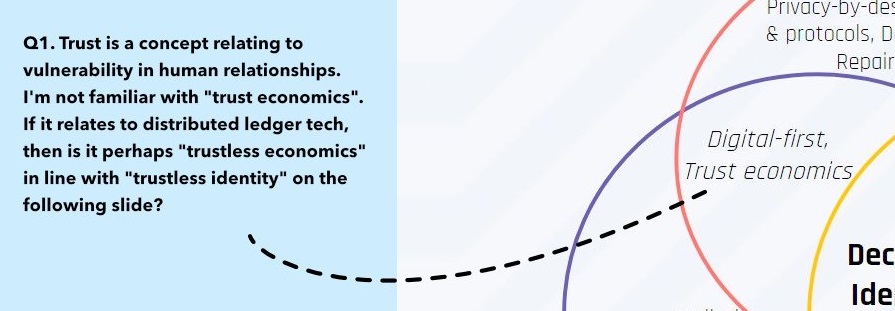 Q1. Trust is a concept relating to
vulnerability in human relationships.
I'm not familiar with "trust economics".
If it relates to distributed ledger tech,
then is it perhaps "trustless economics"
in line with "trustless identity" on the
following slide?
Privacy-by-des
& protocols, D
Repair
Digital-first,
Trust economics
Dec
Ide